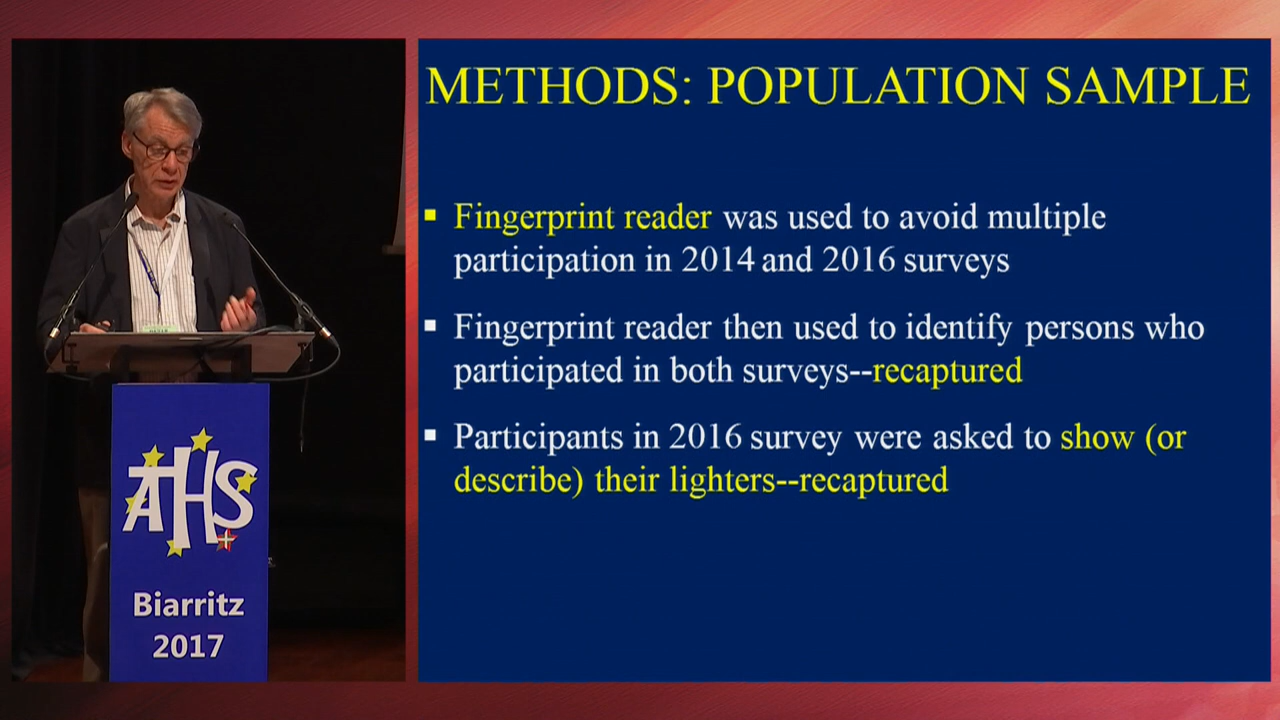 METHODS: POPULATION SAMPLE
Fingerprint reader was used to avoid multiple
participation in 2014 and 2016 surveys
Fingerprint reader then used to identify persons who
participated in both surveys--recaptured
Participants in 2016 survey were asked to show (or
describe) their lighters--recaptured
AHS
Biarritz
2017